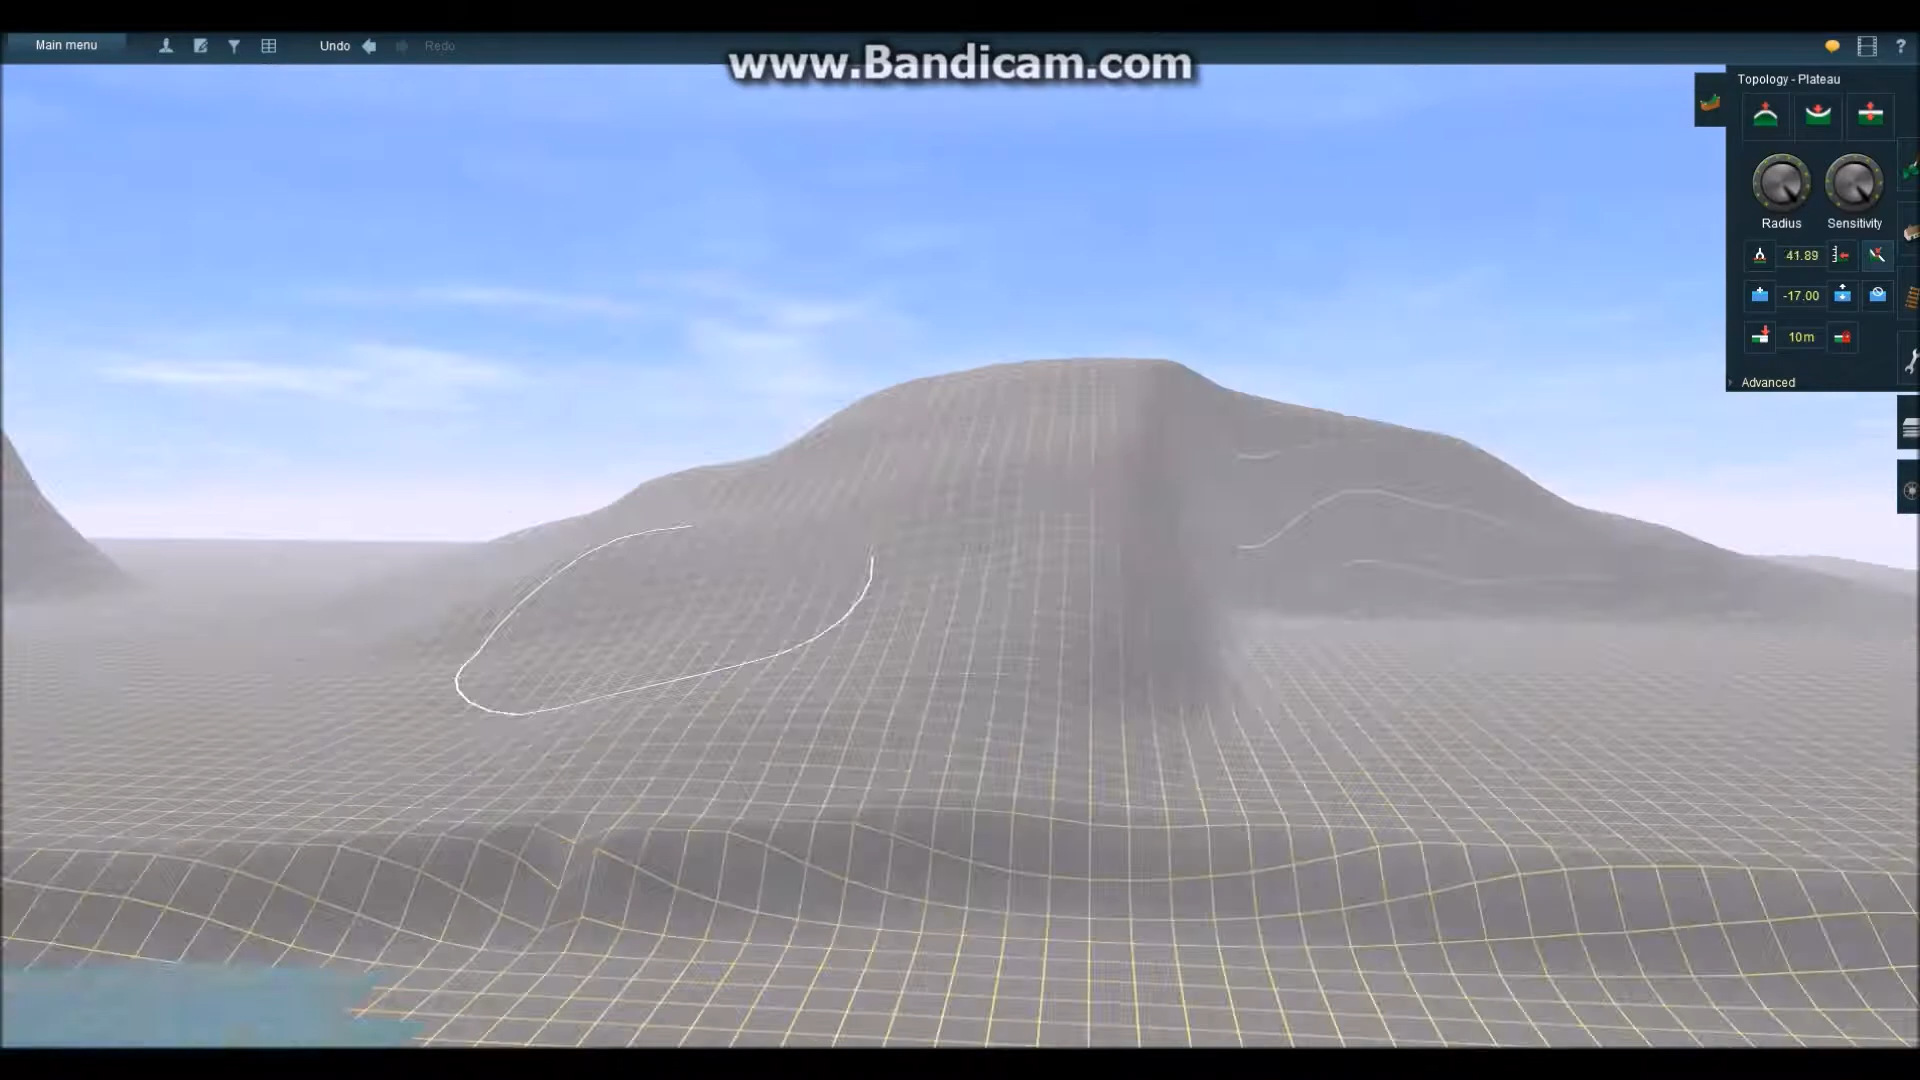 Main menu
Undo
Redo
www.Bandicam.com
?
Topology - Plateau
Radius
Sensitivity
41.89
-17.00
10m
Advanced